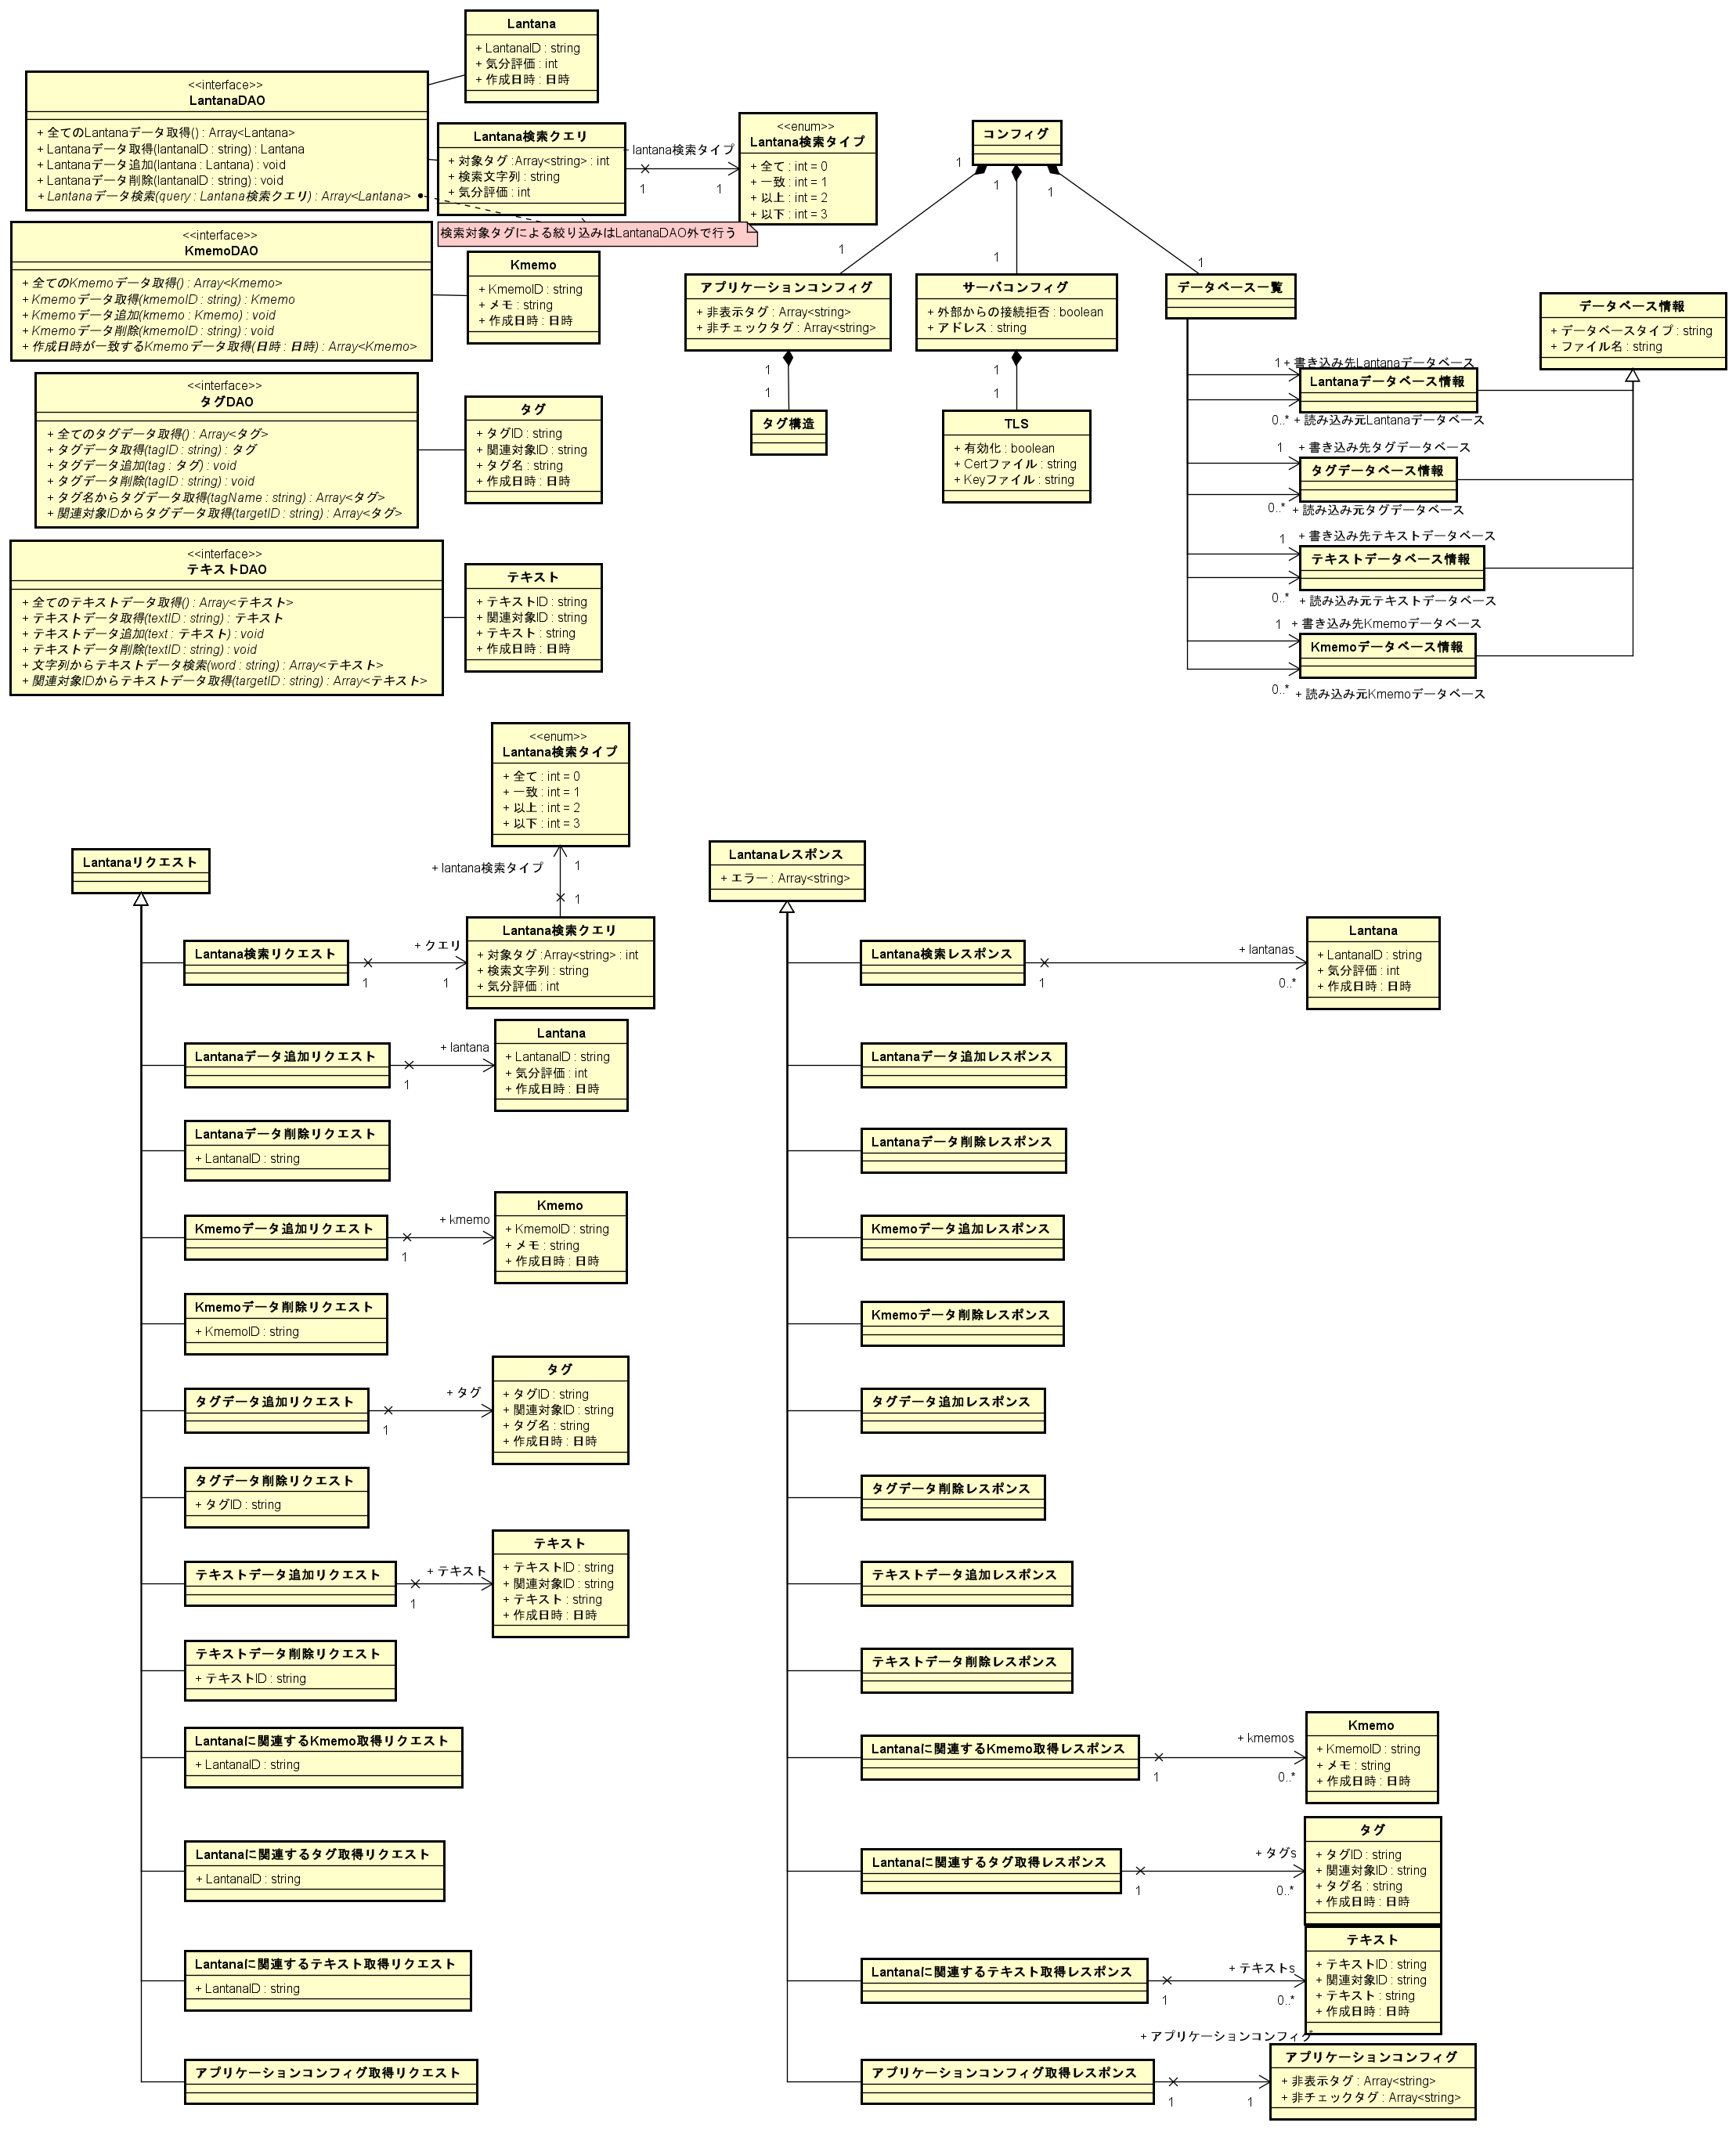 Lantana
+ LantanaID : string
+ 気分評価 : int
+ 作成日時 : 日時
<<interface>>
LantanaDAO
+ 全てのLantanaデータ取得() : Array<Lantana>
+ Lantanaデータ取得(lantanaID : string) : Lantana
+ Lantanaデータ追加(lantana : Lantana) : void
+ Lantanaデータ削除(lantanaID : string) : void
+ Lantanaデータ検索(query : Lantana検索クエリ) : Array<Lantana>
Lantana検索クエリ
+ 対象タグ :Array<string> : int
+ 検索文字列 : string
+ 気分評価 : int
lantana検索タイプ
1
1
<<enum>>
Lantana検索タイプ
+ 全て : int = 0
+ 一致 : int = 1
+ 以上 : int = 2
+ 以下 : int = 3
検索対象タグによる絞り込みはLantanaDAO外で行う
<<interface>>
KmemoDAO
+ 全てのKmemoデータ取得() : Array<Kmemo>
+ Kmemoデータ取得(kmemoID : string) : Kmemo
+ Kmemoデータ追加(kmemo : Kmemo) : void
+ Kmemoデータ削除(kmemoID : string) : void
+ 作成日時が一致するKmemoデータ取得(日時 : 日時) : Array<Kmemo>
Kmemo
+ KmemoID : string
+ メモ : string
+ 作成日時 : 日時
<<interface>>
タグDAO
+ 全てのタグデータ取得() : Array<タグ>
+ タグデータ取得(tagID : string) : タグ
+ タグデータ追加(tag : タグ) : void
+ タグデータ削除(tagID : string) : void
+ タグ名からタグデータ取得(tagName : string) : Array<タグ>
+ 関連対象IDからタグデータ取得(targetID : string) : Array<タグ>
タグ
+ タグID : string
+ 関連対象ID : string
+ タグ名 : string
+ 作成日時 : 日時
<<interface>>
テキストDAO
+ 全てのテキストデータ取得() : Array<テキスト>
+ テキストデータ取得(textID : string) : テキスト
+ テキストデータ追加(text : テキスト) : void
+ テキストデータ削除(textID : string) : void
+ 文字列からテキストデータ検索(word : string) : Array<テキスト>
+ 関連対象IDからテキストデータ取得(targetID : string) : Array<テキスト>
テキスト
+ テキストID : string
+ 関連対象ID : string
+ テキスト : string
+ 作成日時 : 日時
コンフィグ
1
1
1
1
1
1
アプリケーションコンフィグ
+ 非表示タグ : Array<string>
+ 非チェックタグ : Array<string>
1
1
タグ構造
サーバコンフィグ
+ 外部からの接続拒否 : boolean
+ アドレス : string
1
1
TLS
+ 有効化 : boolean
+ Certファイル : string
+ Keyファイル : string
データベース一覧
データベース情報
+ データベースタイプ : string
+ ファイル名 : string
1 + 書き込み先Lantanaデータベース
Lantanaデータベース情報
0..* + 読み込み元Lantanaデータベース
1 + 書き込み先タグデータベース
タグデータベース情報
0..* + 読み込み元タグデータベース
1 + 書き込み先テキストデータベース
テキストデータベース情報
0..* + 読み込み元テキストデータベース
1 + 書き込み先Kmemoデータベース
Kmemoデータベース情報
0..* + 読み込み元Kmemoデータベース
<<enum>>
Lantana検索タイプ
+ 全て : int = 0
+ 一致 : int = 1
+ 以上 : int = 2
+ 以下 : int = 3
+ lantana検索タイプ
1
1
Lantanaリクエスト
Lantana検索リクエスト
+ クエリ
1
1
Lantana検索クエリ
+ 対象タグ :Array<string> : int
+ 検索文字列 : string
+ 気分評価 : int
Lantanaデータ追加リクエスト
+ lantana
1
Lantana
+ LantanaID : string
+ 気分評価 : int
+ 作成日時 : 日時
Lantanaデータ削除リクエスト
+ LantanaID : string
Kmemoデータ追加リクエスト
+ kmemo
1
Kmemo
+ KmemoID : string
+ メモ : string
+ 作成日時 : 日時
Kmemoデータ削除リクエスト
+ KmemoID : string
タグデータ追加リクエスト
+ タグ
1
タグ
+ タグID : string
+ 関連対象ID : string
+ タグ名 : string
+ 作成日時 : 日時
タグデータ削除リクエスト
+ タグID : string
テキストデータ追加リクエスト
+ テキスト
1
テキスト
+ テキストID : string
+ 関連対象ID : string
+ テキスト : string
+ 作成日時 : 日時
テキストデータ削除リクエスト
+ テキストID : string
Lantanaに関連するKmemo取得リクエスト
+ LantanaID : string
Lantanaに関連するタグ取得リクエスト
+ LantanaID : string
Lantanaに関連するテキスト取得リクエスト
+ LantanaID : string
アプリケーションコンフィグ取得リクエスト
Lantanaレスポンス
+ エラー : Array<string>
Lantana検索レスポンス
+ lantanas
1
0..*
Lantana
+ LantanaID : string
+ 気分評価 : int
+ 作成日時 : 日時
Lantanaデータ追加レスポンス
Lantanaデータ削除レスポンス
Kmemoデータ追加レスポンス
Kmemoデータ削除レスポンス
タグデータ追加レスポンス
タグデータ削除レスポンス
テキストデータ追加レスポンス
テキストデータ削除レスポンス
Lantanaに関連するKmemo取得レスポンス
+ kmemos
1
0..*
Kmemo
+ KmemoID : string
+ メモ : string
+ 作成日時 : 日時
Lantanaに関連するタグ取得レスポンス
+ タグs
1
0..*
タグ
+ タグID : string
+ 関連対象ID : string
+ タグ名 : string
+ 作成日時 : 日時
Lantanaに関連するテキスト取得レスポンス
+ テキストs
1
0..*
テキスト
+ テキストID : string
+ 関連対象ID : string
+ テキスト : string
+ 作成日時 : 日時
アプリケーションコンフィグ取得レスポンス
+ アプリケーションコンフィグ
1
1
アプリケーションコンフィグ
+ 非表示タグ : Array<string>
+ 非チェックタグ : Array<string>